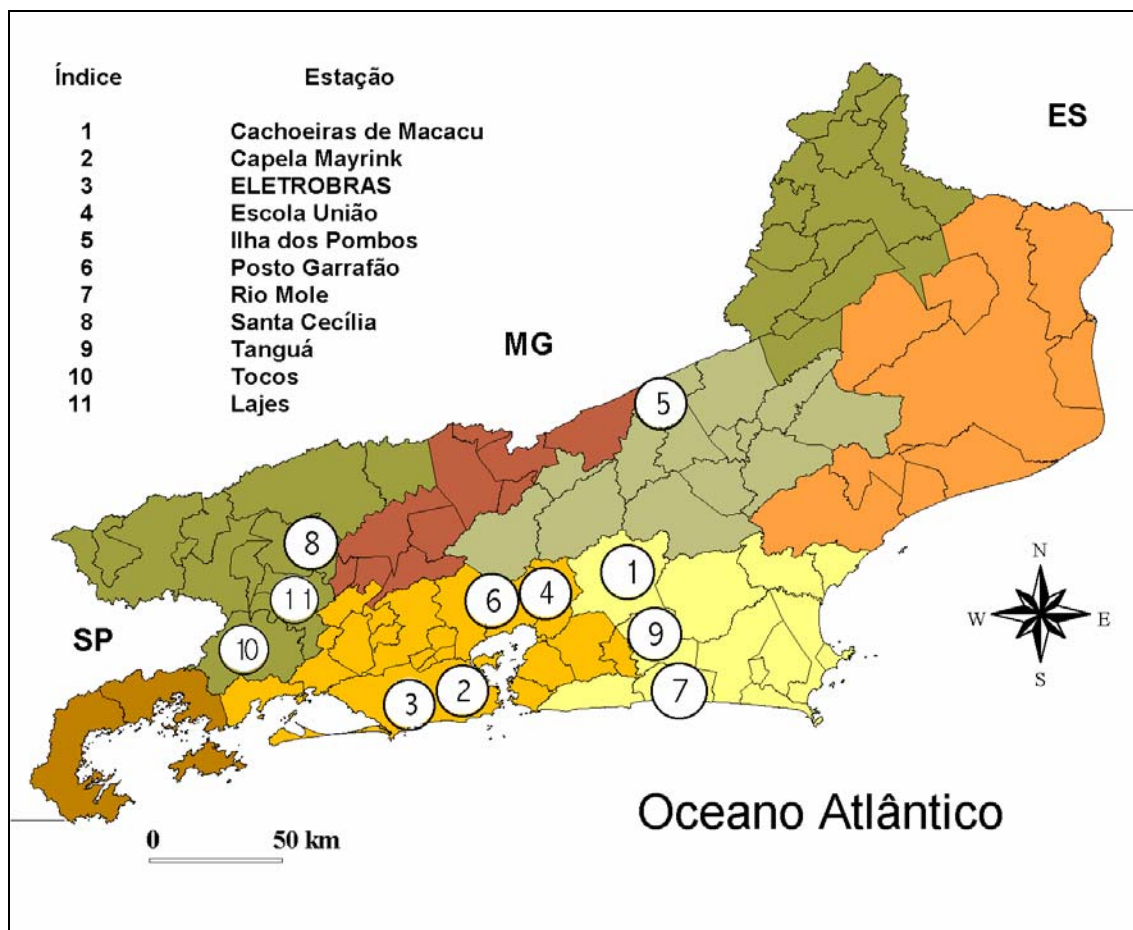 Índice Estação
1 Cachoeiras de Macacu
2 Capela Mayrink
3 ELETROBRAS
4 Escola União
5 Ilha dos Pombos
6 Posto Garrafão
7 Rio Mole
8 Santa Cecília
9 Tanguá
10 Tocos
11 Lajes
ES
MG
5
8
1
11
6
4
N
W E
S
SP
10
9
3
2
7
Oceano Atlântico
0 50 km